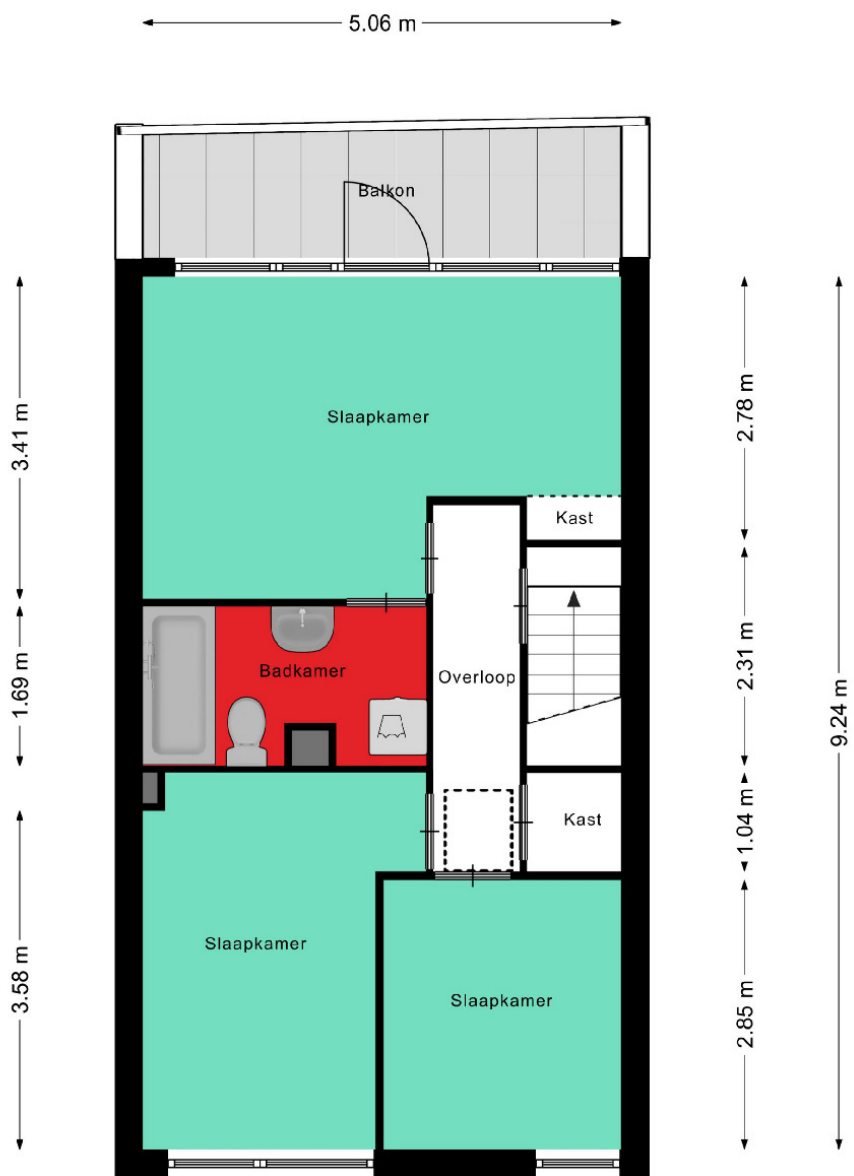 5.06 m
Balkon
3.41 m
Slaapkamer
2.78 m
Kast
1.69 m
Badkamer
Overloop
2.31 m
9.24 m
Kast
1.04 m
3.58 m
Slaapkamer
Slaapkamer
2.85 m